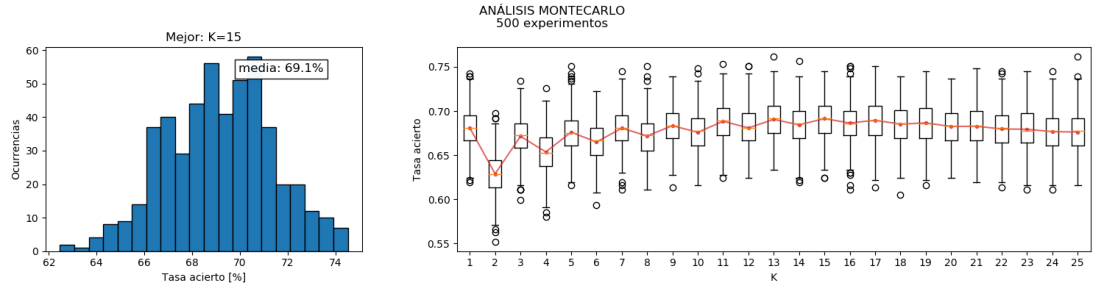 ANÁLISIS MONTECARLO
500 experimentos
Mejor: K=15
60
50
40
30
20
10
0
Ocurrencias
media: 69.1%
62 64 66 68 70 72 74
Tasa acierto [%]
0.75
0.70
0.65
0.60
0.55
Tasa acierto
1 2 3 4 5 6 7 8 9 10 11 12 13 14 15 16 17 18 19 20 21 22 23 24 25
K